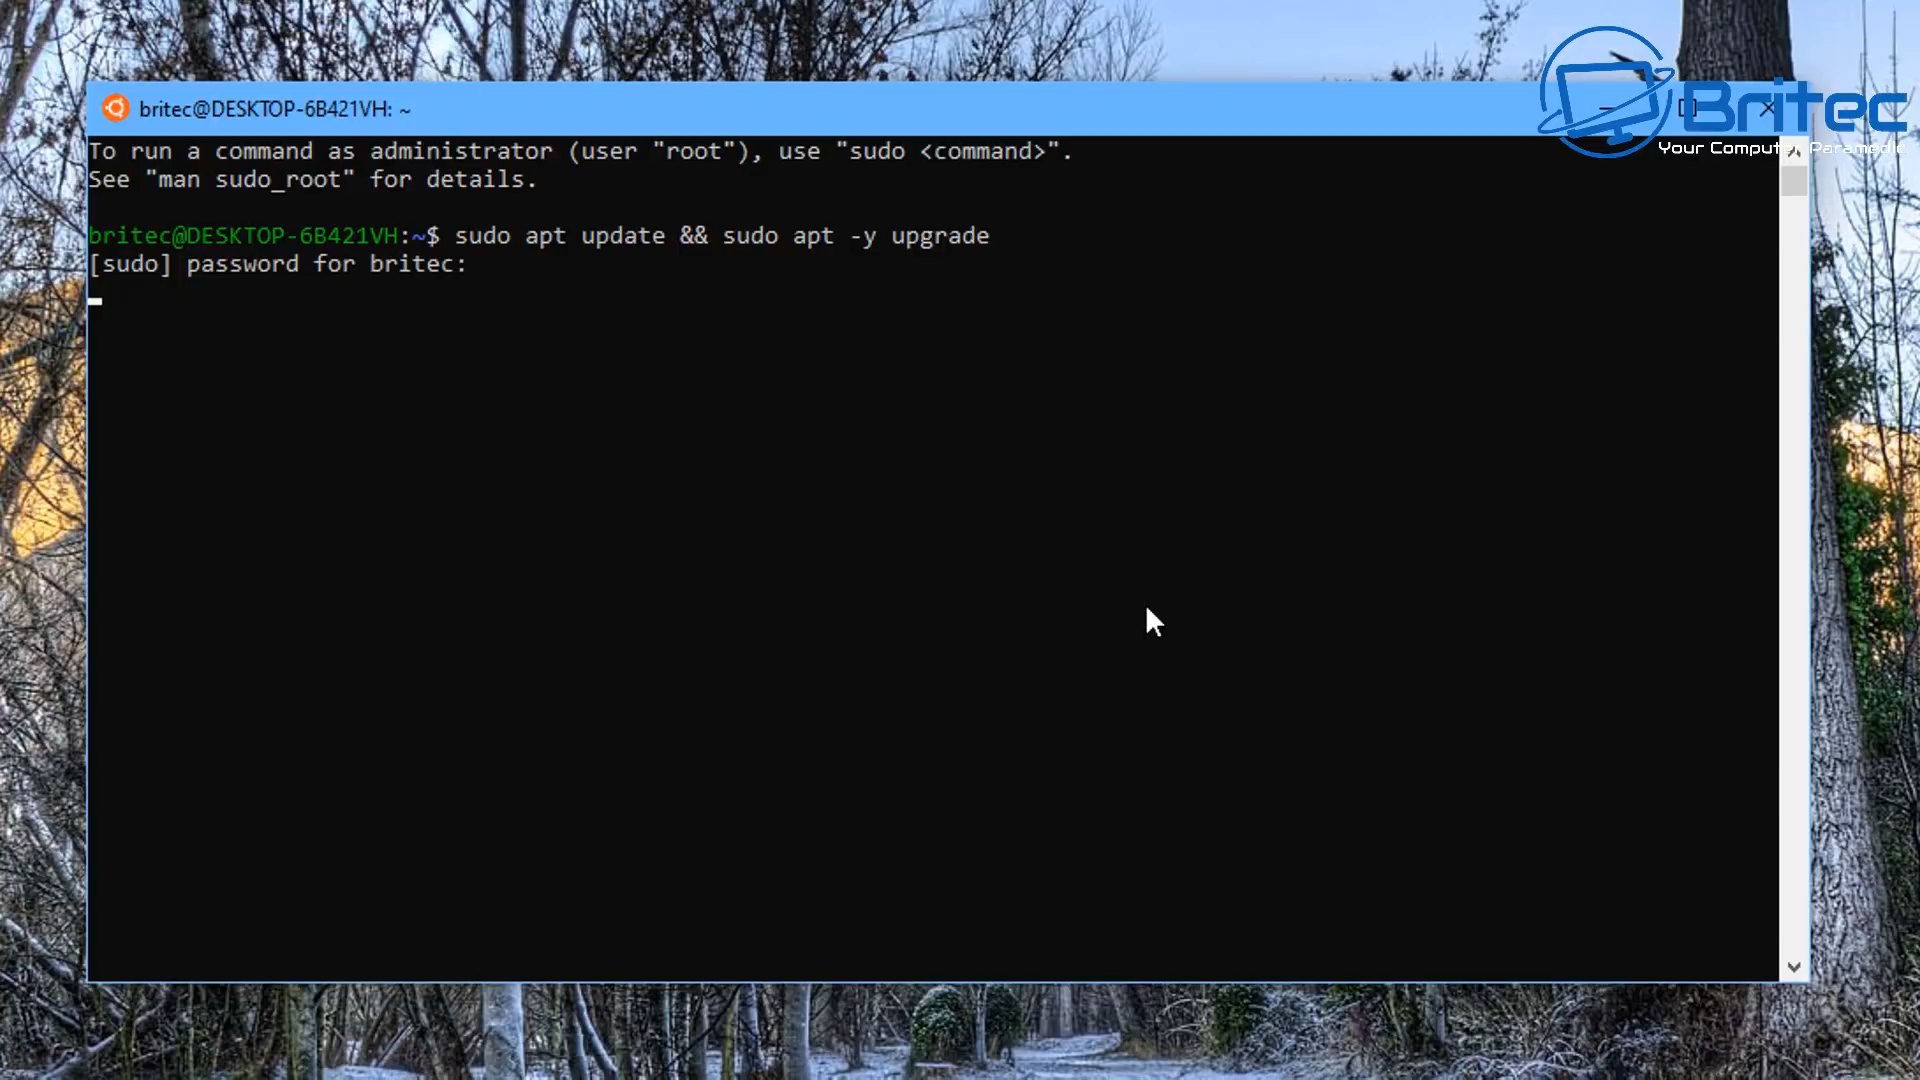 britec@DESKTOP-6B421VH: ~
Britec
Your Computer Paramedic
To run a command as administrator (user "root"), use "sudo <command>".
See "man sudo_root" for details.
britec@DESKTOP-6B421VH:~$ sudo apt update && sudo apt -y upgrade
[sudo] password for britec: